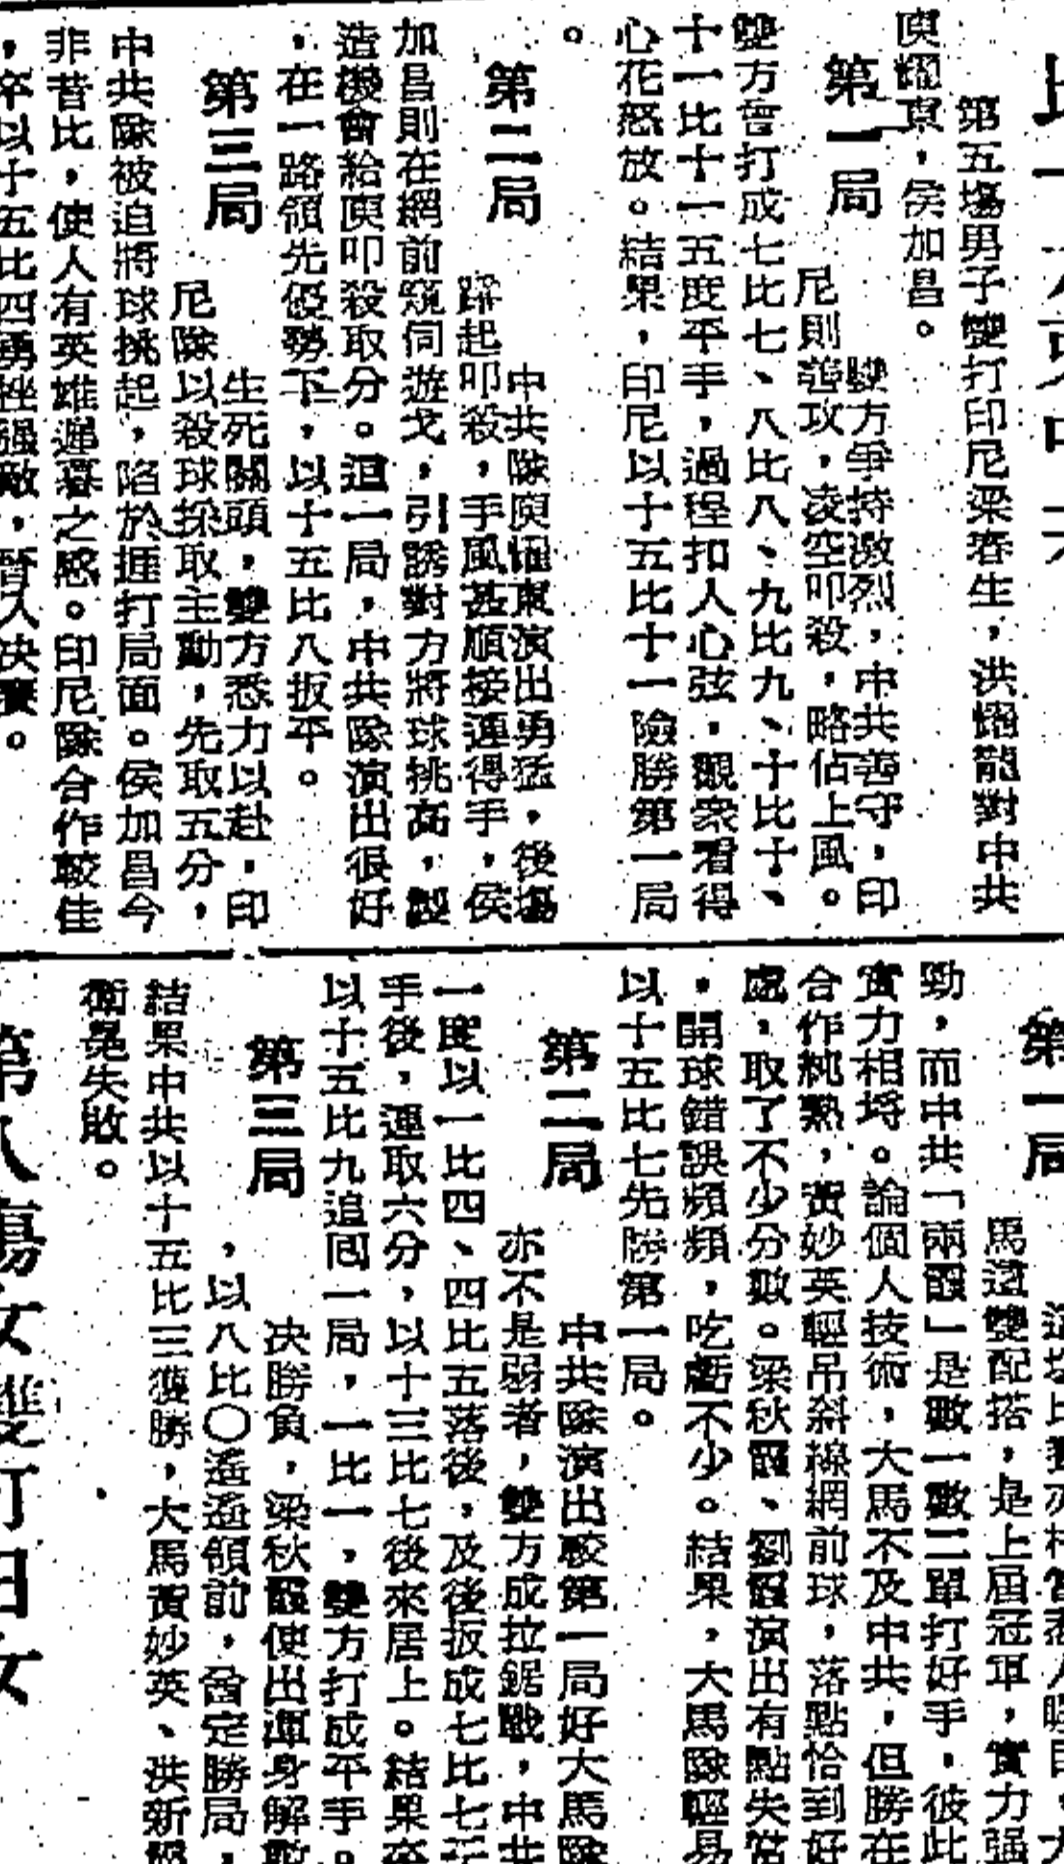 第五塲男子雙打印尼梁春生，洪耀龍對中共
庾耀東，侯加昌。
第一局
雙方爭持激烈，中共善守，印
尼則善攻，凌空叩殺，略佔上風。
雙方曾打成七比七、八比八、九比九、十比十、
十一比十一五度平手，過程扣人心弦，觀衆看得
心花怒放。結果，印尼以十五比十一險勝第一局
。
第二局
中共隊庾耀東演出勇猛，後塲
躍起叩殺，手風甚順接連得手，侯
加昌則在網前窺伺遊戈，引誘對方將球挑高，製
造機會給庾叩殺取分。這一局，中共隊演出很好
，在一路領先優勢下，以十五比八扳平。
第三局
生死關頭，雙方悉力以赴，印
尼隊以殺球採取主動，先取五分，
中共隊被迫將球挑起，陷於捱打局面。侯加昌今
非昔比，使人有英雄遲暮之感。印尼隊合作較佳
，卒以十五比四勇挫强敵，晋入决賽。
第一局
馬這雙配搭，是上届冠軍，實力强
勁，而中共「兩霞」是數一數二單打好手，彼此
實力相埒。論個人技術，大馬不及中共，但勝在
合作純熟，黃妙英輕吊斜線網前球，落點恰到好
處，取了不少分數。梁秋霞、劉霞演出有點失常
，開球錯誤頻頻，吃虧不少。結果，大馬隊輕易
以十五比七先勝第一局。
第二局
中共隊演出較第一局好大馬隊
亦不是弱者，雙方成拉鋸戰，中共
一度以一比四、四比五落後，及後扳成七比七平
手後，連取六分，以十三比七後來居上。結果卒
以十五比九追囘一局，一比一，雙方打成平手。
第三局
决勝負，梁秋霞使出渾身解數
，以八比〇遙遙領前，奠定勝局，
結果中共以十五比三獲勝，大馬黃妙英、洪新
衛冕失敗。
第八塲女雙打
女